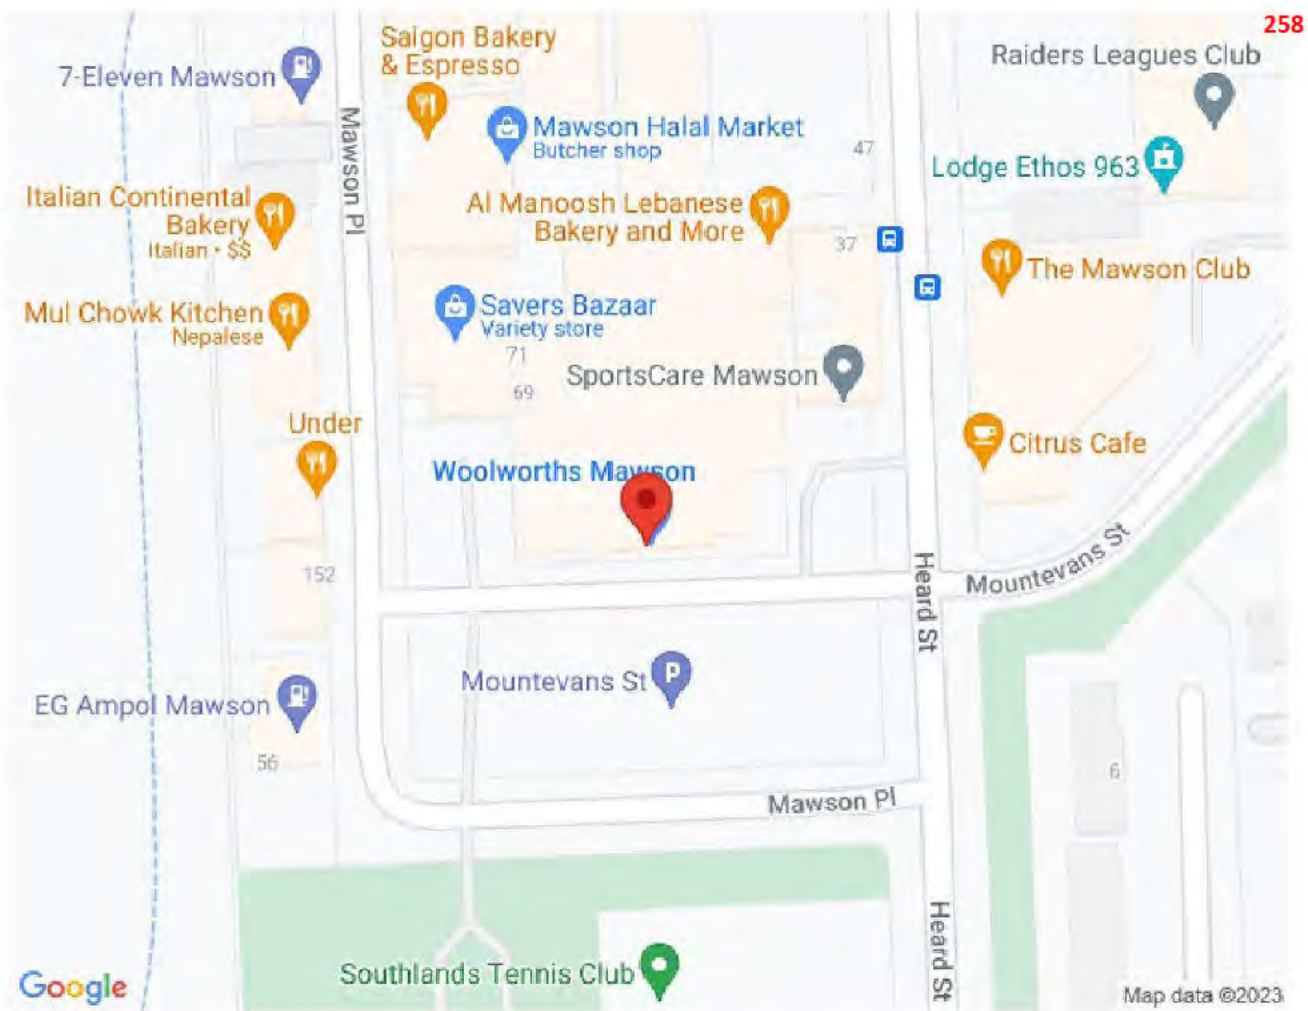 258
Saigon Bakery
& Espresso
Raiders Leagues Club
7-Eleven Mawson
Mawson Pl
Mawson Halal Market
Butcher shop
47
Lodge Ethos 963
Italian Continental
Bakery
Italian · $$
Al Manoosh Lebanese
Bakery and More
37
The Mawson Club
Mul Chowk Kitchen
Nepalese
Savers Bazaar
Variety store
71
69
SportsCare Mawson
Under
Citrus Cafe
Woolworths Mawson
152
Heard St
Mountevans St
Mountevans St
P
EG Ampol Mawson
56
6
Mawson Pl
Heard St
Southlands Tennis Club
Google
Map data ©2023